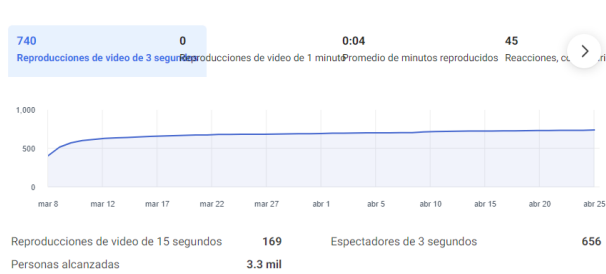 740
0
0:04
45
Reproducciones de video de 3 segundos
Reproducciones de video de 1 minuto
Promedio de minutos reproducidos
Reacciones,
1,000
500
0
mar 8 mar 12 mar 17 mar 22 mar 27 abr 1 abr 5 abr 10 abr 15 abr 20 abr 25
Reproducciones de video de 15 segundos 169
Espectadores de 3 segundos 656
Personas alcanzadas 3.3 mil